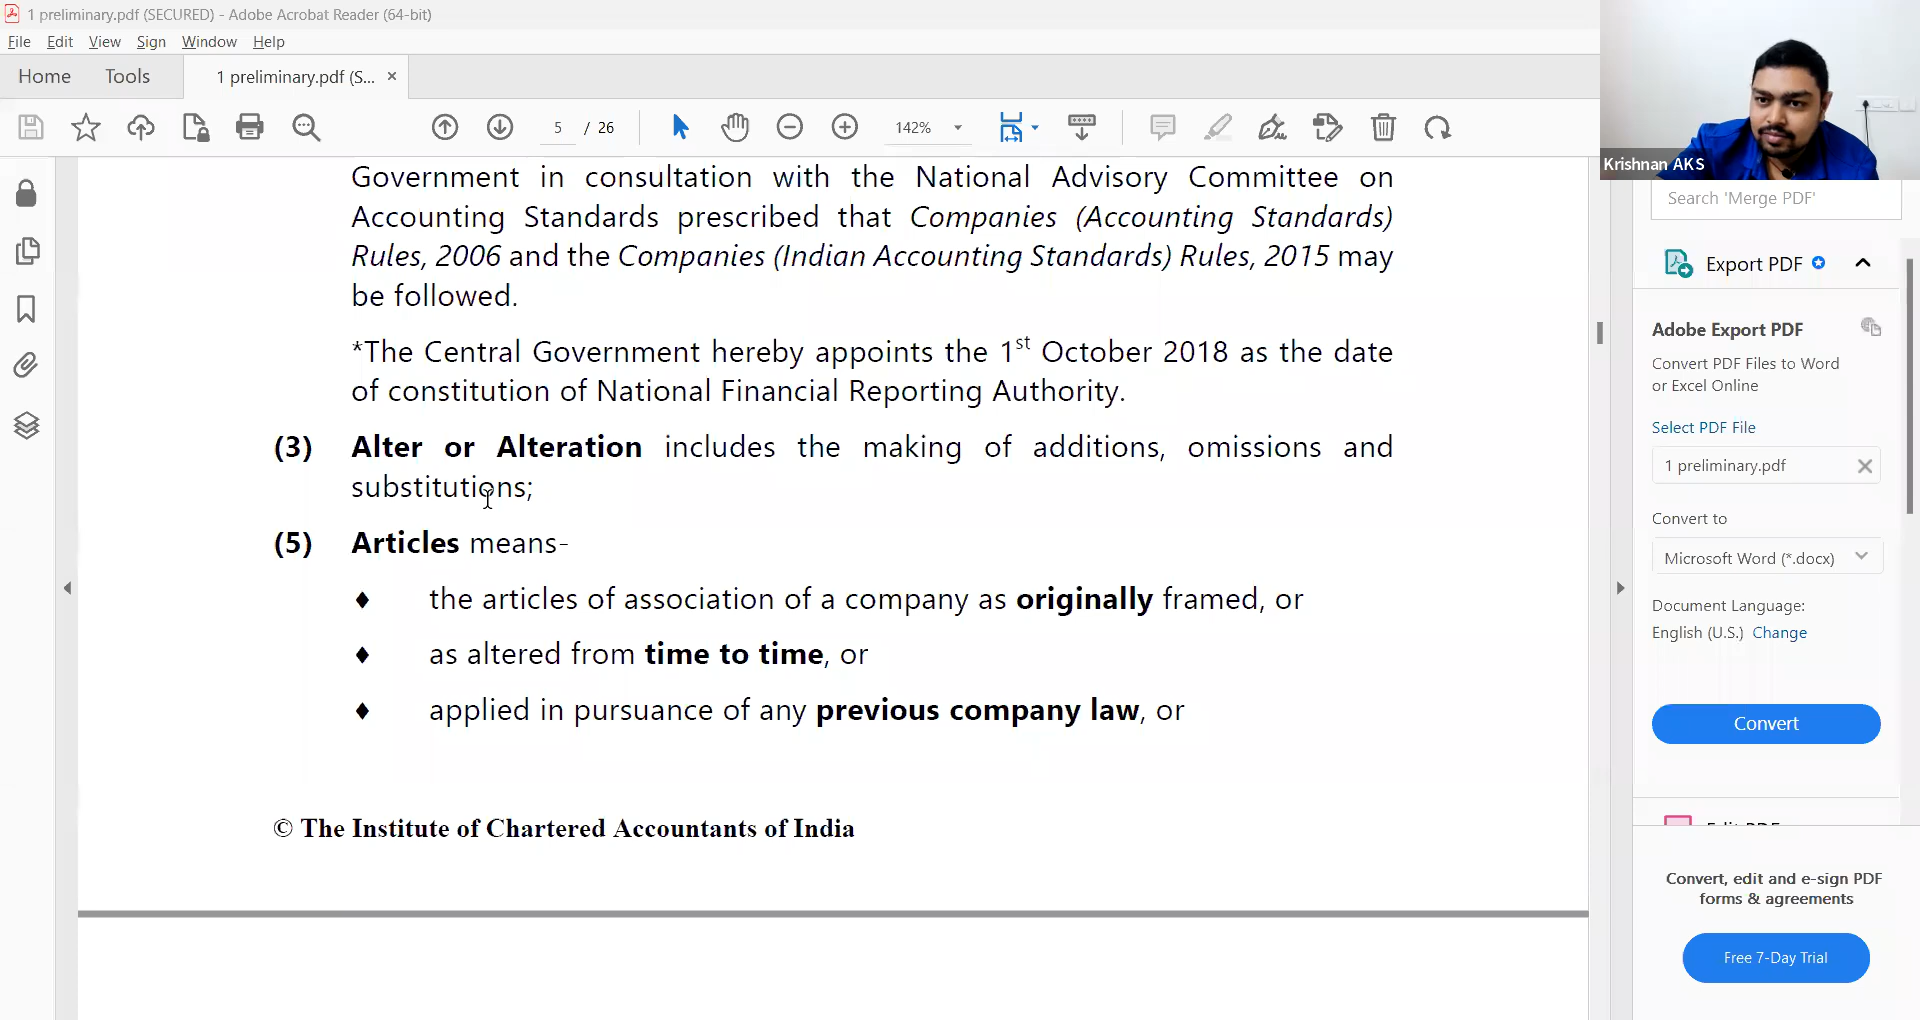 1 preliminary.pdf (SECURED) - Adobe Acrobat Reader (64-bit)
File Edit View Sign Window Help
Home Tools 1 preliminary.pdf (S... ×
5 / 26 142%
Krishnan AKS
Search 'Merge PDF'
Government in consultation with the National Advisory Committee on
Accounting Standards prescribed that Companies (Accounting Standards)
Rules, 2006 and the Companies (Indian Accounting Standards) Rules, 2015 may
be followed.
*The Central Government hereby appoints the 1st October 2018 as the date
of constitution of National Financial Reporting Authority.
(3) Alter or Alteration includes the making of additions, omissions and
substitutions;
(5) Articles means-
♦ the articles of association of a company as originally framed, or
♦ as altered from time to time, or
♦ applied in pursuance of any previous company law, or
© The Institute of Chartered Accountants of India
Export PDF
Adobe Export PDF
Convert PDF Files to Word
or Excel Online
Select PDF File
1 preliminary.pdf
Convert to
Microsoft Word (*.docx)
Document Language:
English (U.S.) Change
Convert
Edit PDF
Convert, edit and e-sign PDF
forms & agreements
Free 7-Day Trial